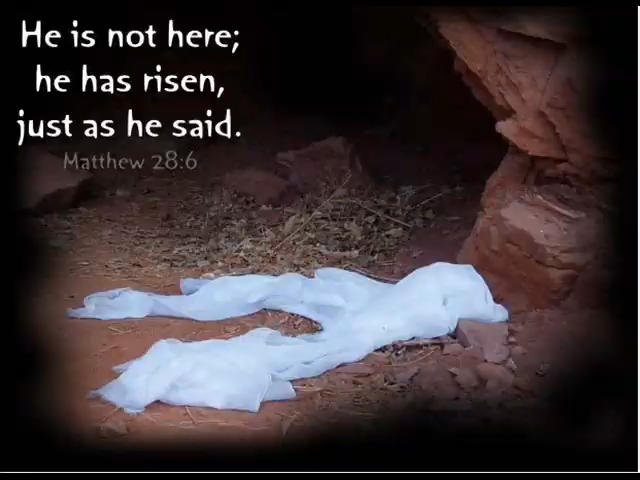 He is not here;
he has risen,
just as he said.
Matthew 28:6